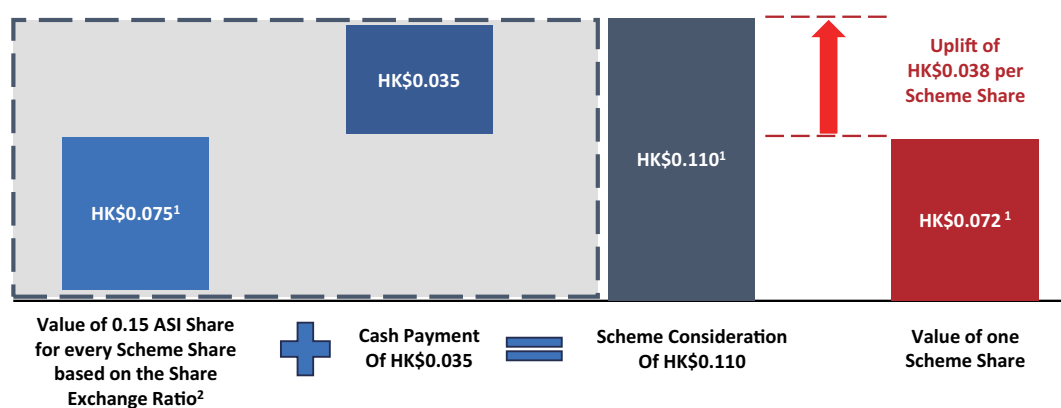 HK$0.075¹
HK$0.035
HK$0.110¹
Uplift of
HK$0.038 per
Scheme Share
HK$0.072 ¹
Value of 0.15 ASI Share
for every Scheme Share
based on the Share
Exchange Ratio²
Cash Payment
Of HK$0.035
Scheme Consideration
Of HK$0.110
Value of one
Scheme Share